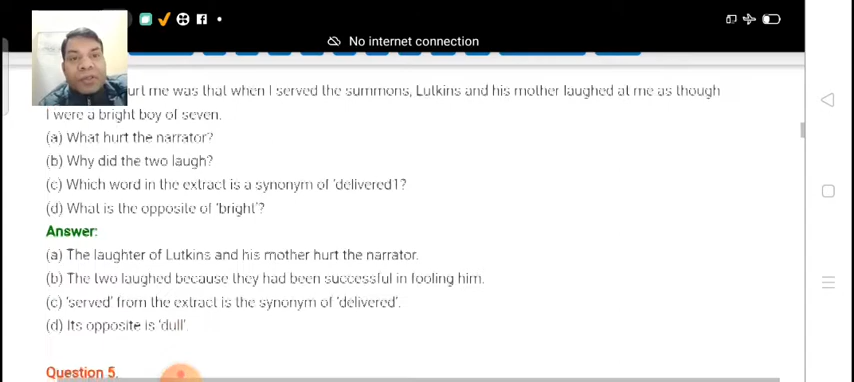 No internet connection
urt me was that when I served the summons, Lutkins and his mother laughed at me as though
I were a bright boy of seven.
(a) What hurt the narrator?
(b) Why did the two laugh?
(c) Which word in the extract is a synonym of ‘delivered1?
(d) What is the opposite of ‘bright’?
Answer:
(a) The laughter of Lutkins and his mother hurt the narrator.
(b) The two laughed because they had been successful in fooling him.
(c) ‘served’ from the extract is the synonym of ‘delivered’.
(d) Its opposite is ‘dull’.
Question 5.